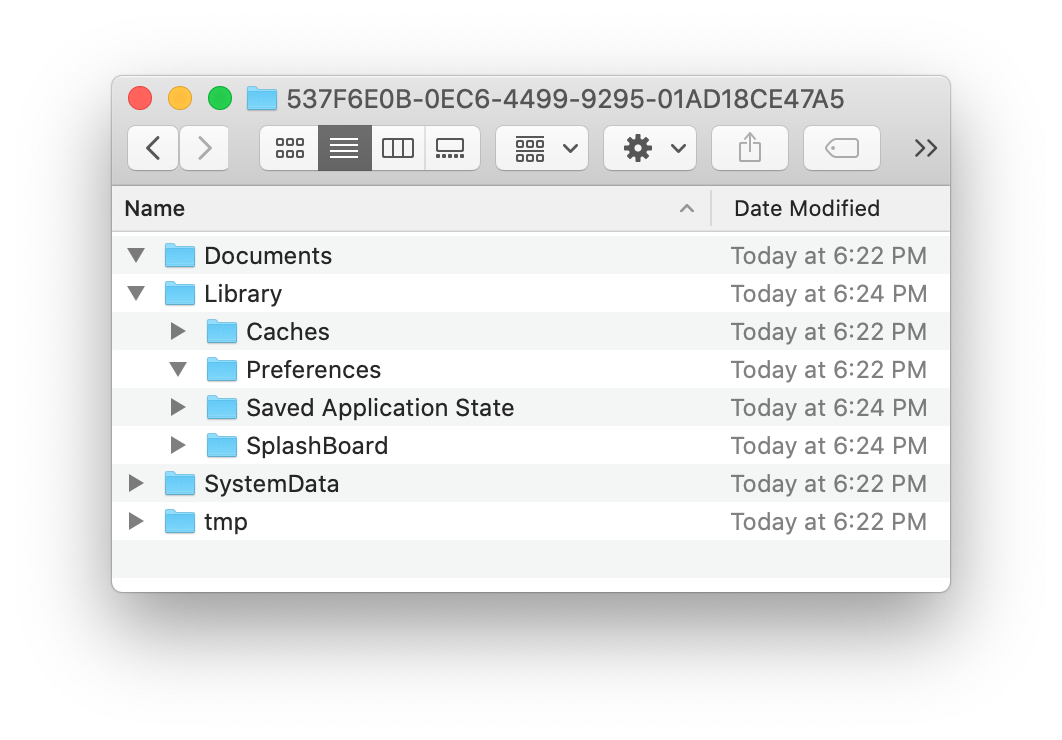 537F6E0B-0EC6-4499-9295-01AD18CE47A5
Name Date Modified
Documents Today at 6:22 PM
Library Today at 6:24 PM
Caches Today at 6:22 PM
Preferences Today at 6:22 PM
Saved Application State Today at 6:24 PM
SplashBoard Today at 6:24 PM
SystemData Today at 6:22 PM
tmp Today at 6:22 PM